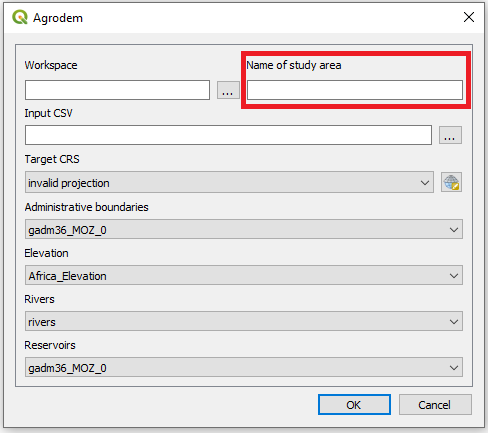 Agrodem
Workspace
Name of study area
...
Input CSV
...
Target CRS
invalid projection
Administrative boundaries
gadm36_MOZ_0
Elevation
Africa_Elevation
Rivers
rivers
Reservoirs
gadm36_MOZ_0
OK
Cancel